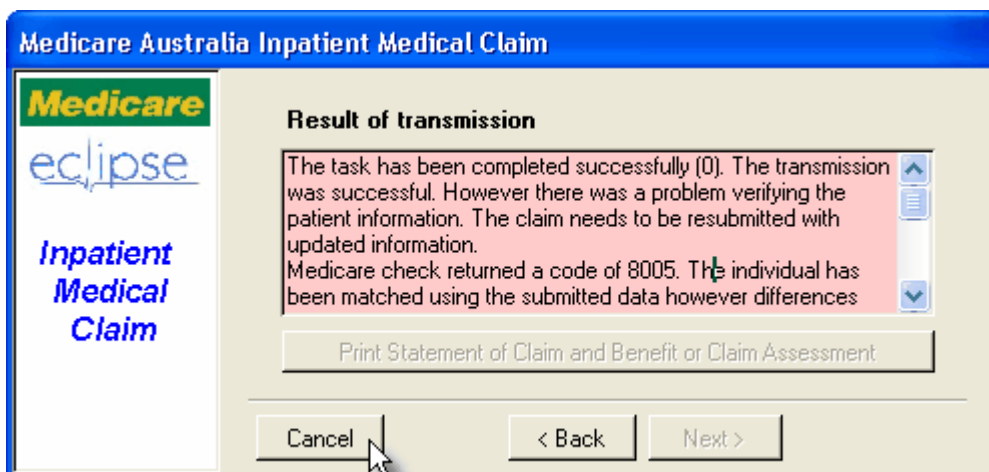 Medicare Australia Inpatient Medical Claim
Medicare
eclipse
Inpatient
Medical
Claim
Result of transmission
The task has been completed successfully (0). The transmission
was successful. However there was a problem verifying the
patient information. The claim needs to be resubmitted with
updated information.
Medicare check returned a code of 8005. The individual has
been matched using the submitted data however differences
Print Statement of Claim and Benefit or Claim Assessment
Cancel
< Back
Next >